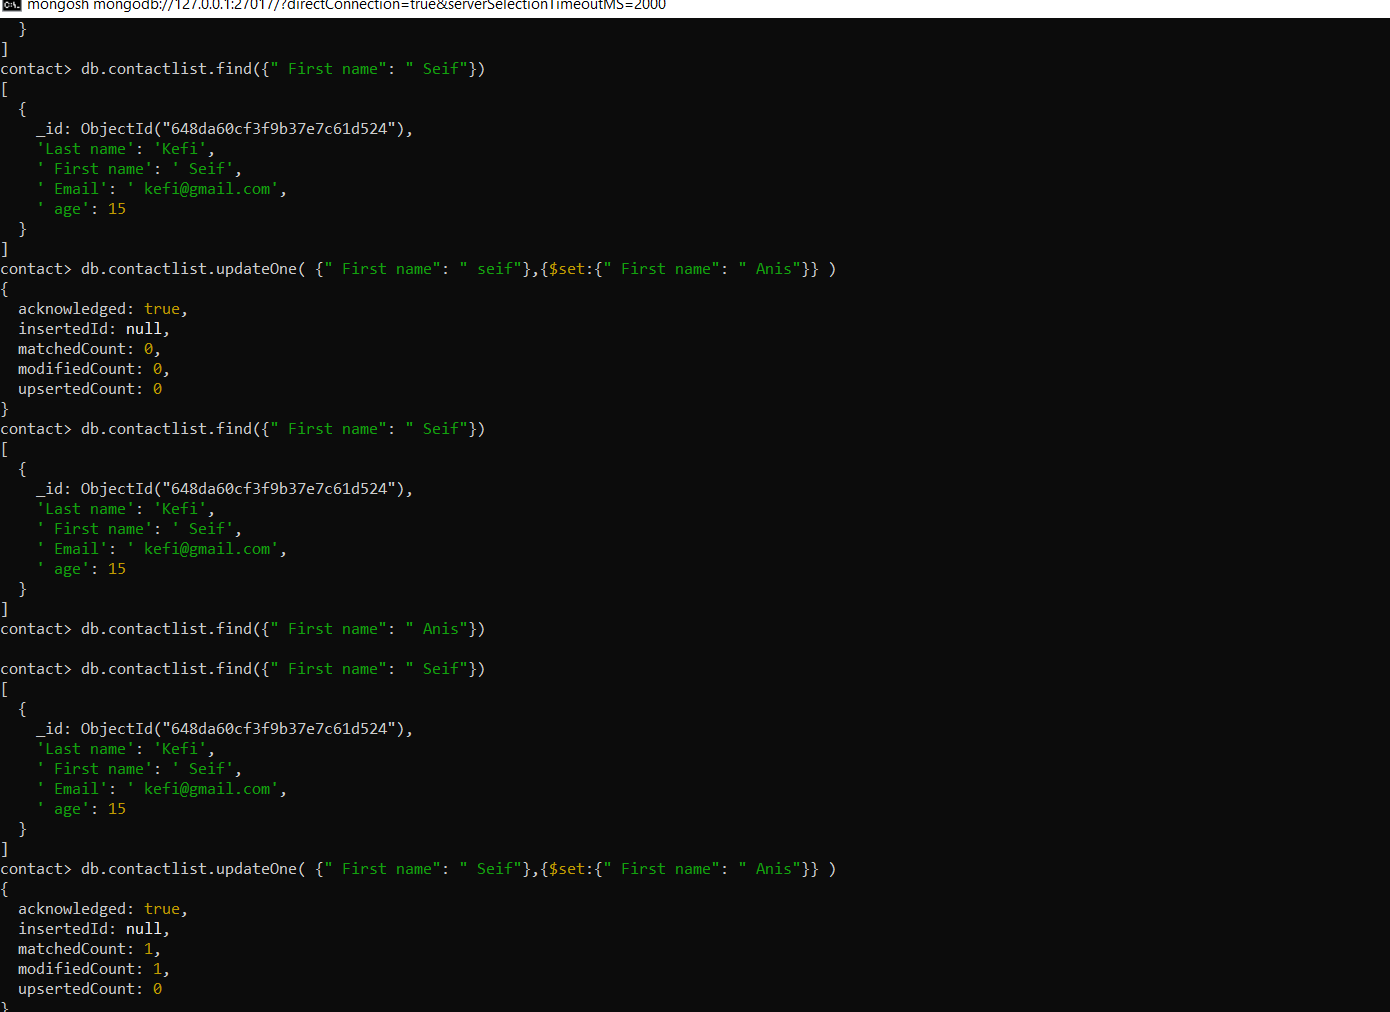 C:\. mongosh mongodb://127.0.0.1:27017/?directConnection=true&serverSelectionTimeoutMS=2000
  }
]
contact> db.contactlist.find({" First name": " Seif"})
[
  {
    _id: ObjectId("648da60cf3f9b37e7c61d524"),
    'Last name': 'Kefi',
    ' First name': ' Seif',
    ' Email': ' kefi@gmail.com',
    ' age': 15
  }
]
contact> db.contactlist.updateOne( {" First name": " seif"},{$set:{" First name": " Anis"}} )
{
  acknowledged: true,
  insertedId: null,
  matchedCount: 0,
  modifiedCount: 0,
  upsertedCount: 0
}
contact> db.contactlist.find({" First name": " Seif"})
[
  {
    _id: ObjectId("648da60cf3f9b37e7c61d524"),
    'Last name': 'Kefi',
    ' First name': ' Seif',
    ' Email': ' kefi@gmail.com',
    ' age': 15
  }
]
contact> db.contactlist.find({" First name": " Anis"})

contact> db.contactlist.find({" First name": " Seif"})
[
  {
    _id: ObjectId("648da60cf3f9b37e7c61d524"),
    'Last name': 'Kefi',
    ' First name': ' Seif',
    ' Email': ' kefi@gmail.com',
    ' age': 15
  }
]
contact> db.contactlist.updateOne( {" First name": " Seif"},{$set:{" First name": " Anis"}} )
{
  acknowledged: true,
  insertedId: null,
  matchedCount: 1,
  modifiedCount: 1,
  upsertedCount: 0
}